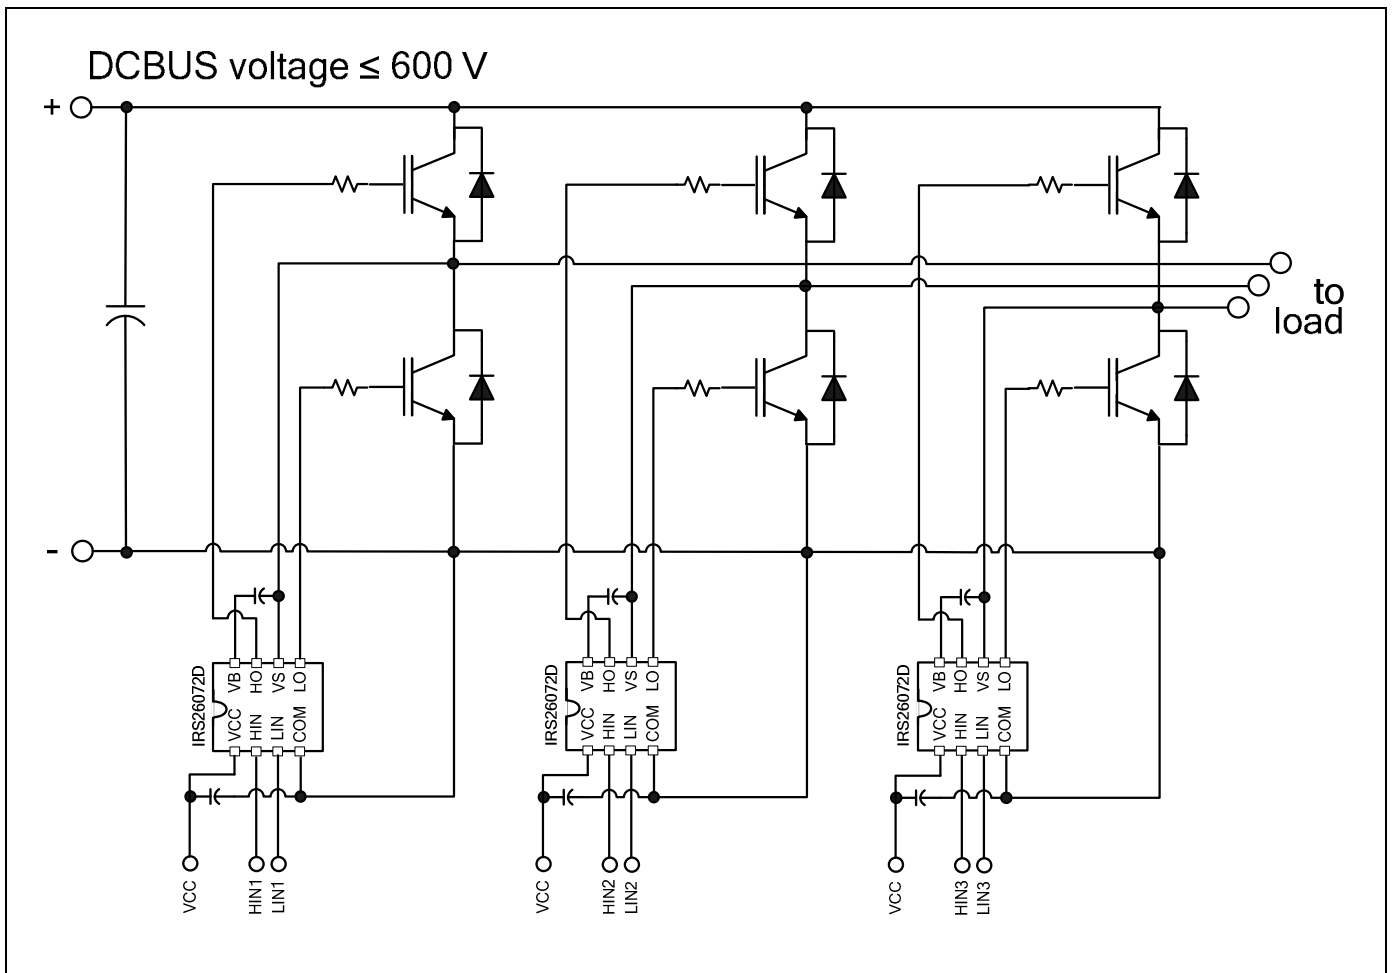 DCBUS voltage ≤ 600 V
+
to
load
-
IRS26072D
VB
HO
VS
LO
VCC
HIN
LIN
COM
IRS26072D
VB
HO
VS
LO
VCC
HIN
LIN
COM
IRS26072D
VB
HO
VS
LO
VCC
HIN
LIN
COM
VCC
HIN1
LIN1
VCC
HIN2
LIN2
VCC
HIN3
LIN3